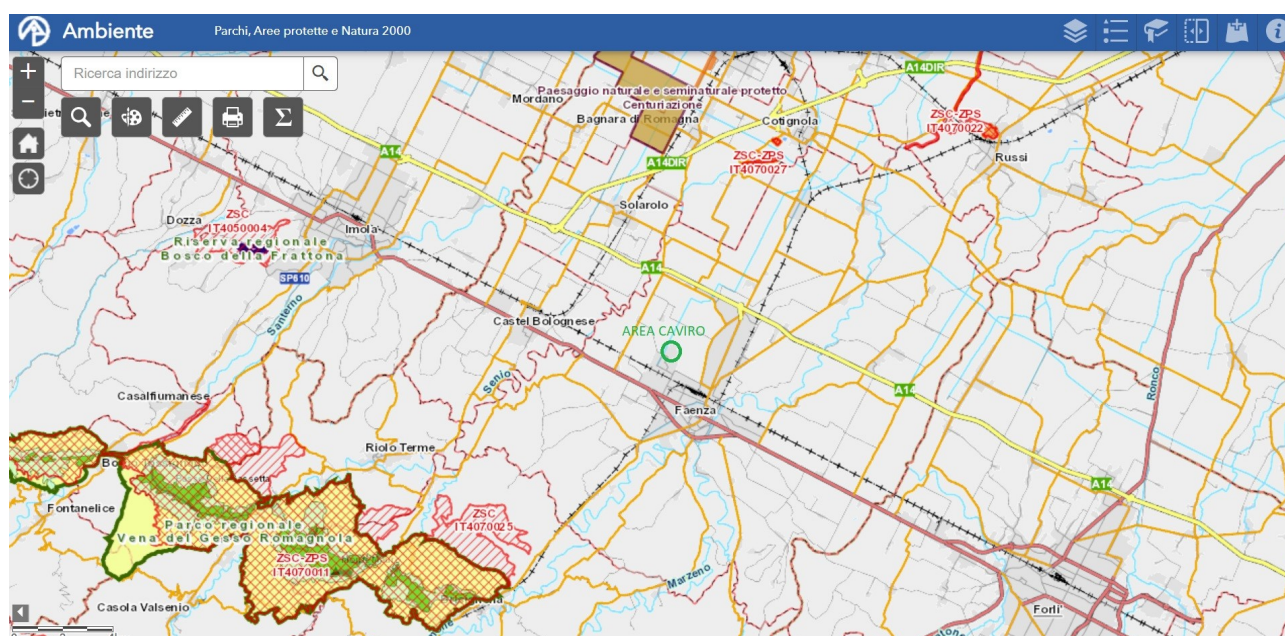 Ambiente
Parchi, Aree protette e Natura 2000
Ricerca indirizzo
A14DIR
Paesaggio naturale e seminaturale protetto
Centuriazione
Mordano
Bagnara di Romagna
Cotignola
ZSC-ZPS
IT4070022
Russi
A14
A14DIR
ZSC-ZPS
IT4070027
Solarolo
Dozza
ZSC
IT4050004
Imola
Riserva regionale
Bosco della Frattona
A14
SP610
Santerno
Castel Bolognese
AREA CAVIRO
Senio
Ronco
A14
Casalfiumanese
Faenza
Riolo Terme
A14
Fontanelice
ZSC
IT4070025
Parco regionale
Vena del Gesso Romagnola
ZSC-ZPS
IT4070011
Marzeno
Casola Valsenio
Forlì